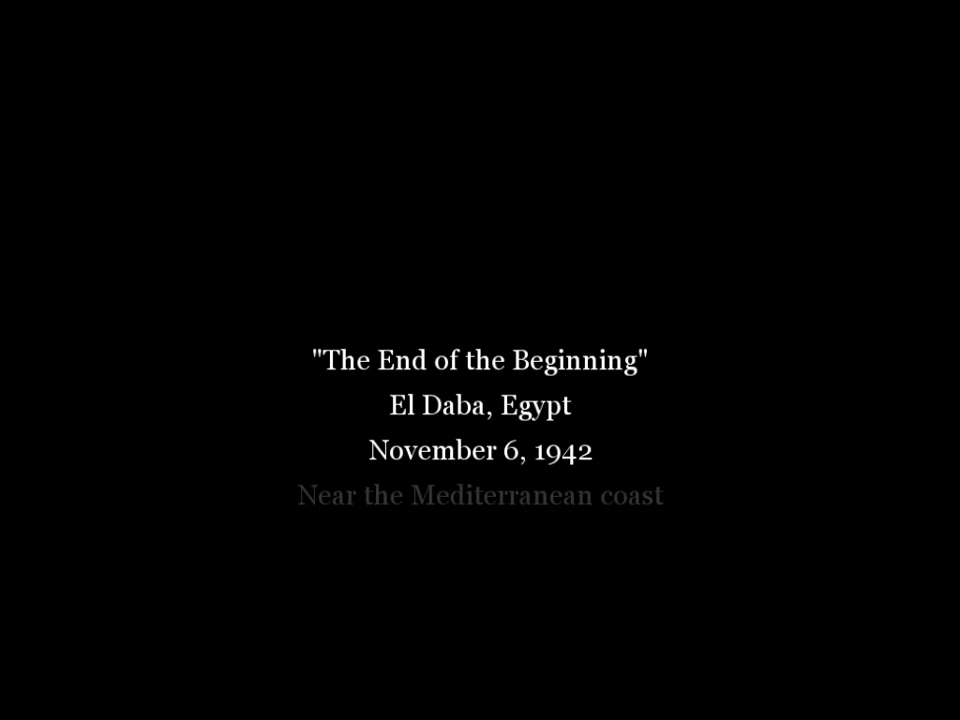 "The End of the Beginning"
El Daba, Egypt
November 6, 1942
Near the Mediterranean coast